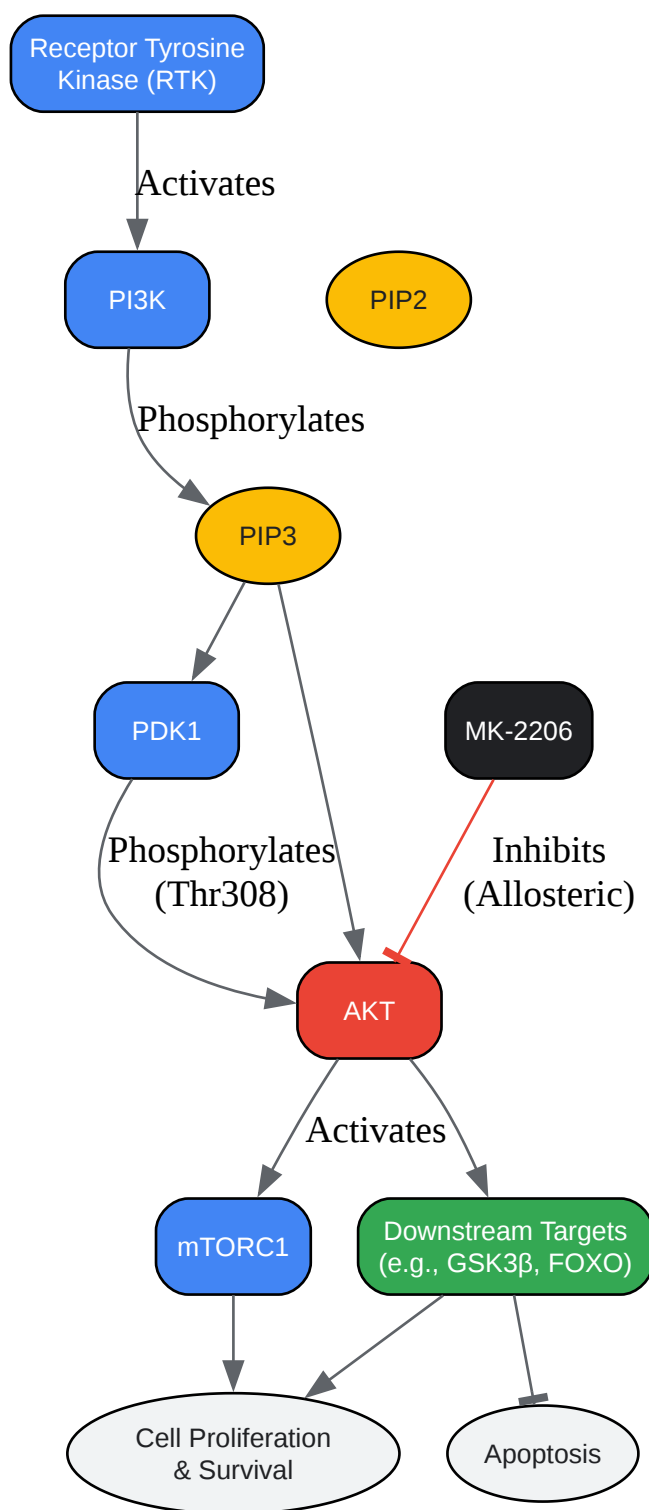 Receptor Tyrosine
Kinase (RTK)
Activates
PI3K
PIP2
Phosphorylates
PIP3
PDK1
MK-2206
Phosphorylates
(Thr308)
Inhibits
(Allosteric)
AKT
Activates
mTORC1
Downstream Targets
(e.g., GSK3β, FOXO)
Cell Proliferation
& Survival
Apoptosis